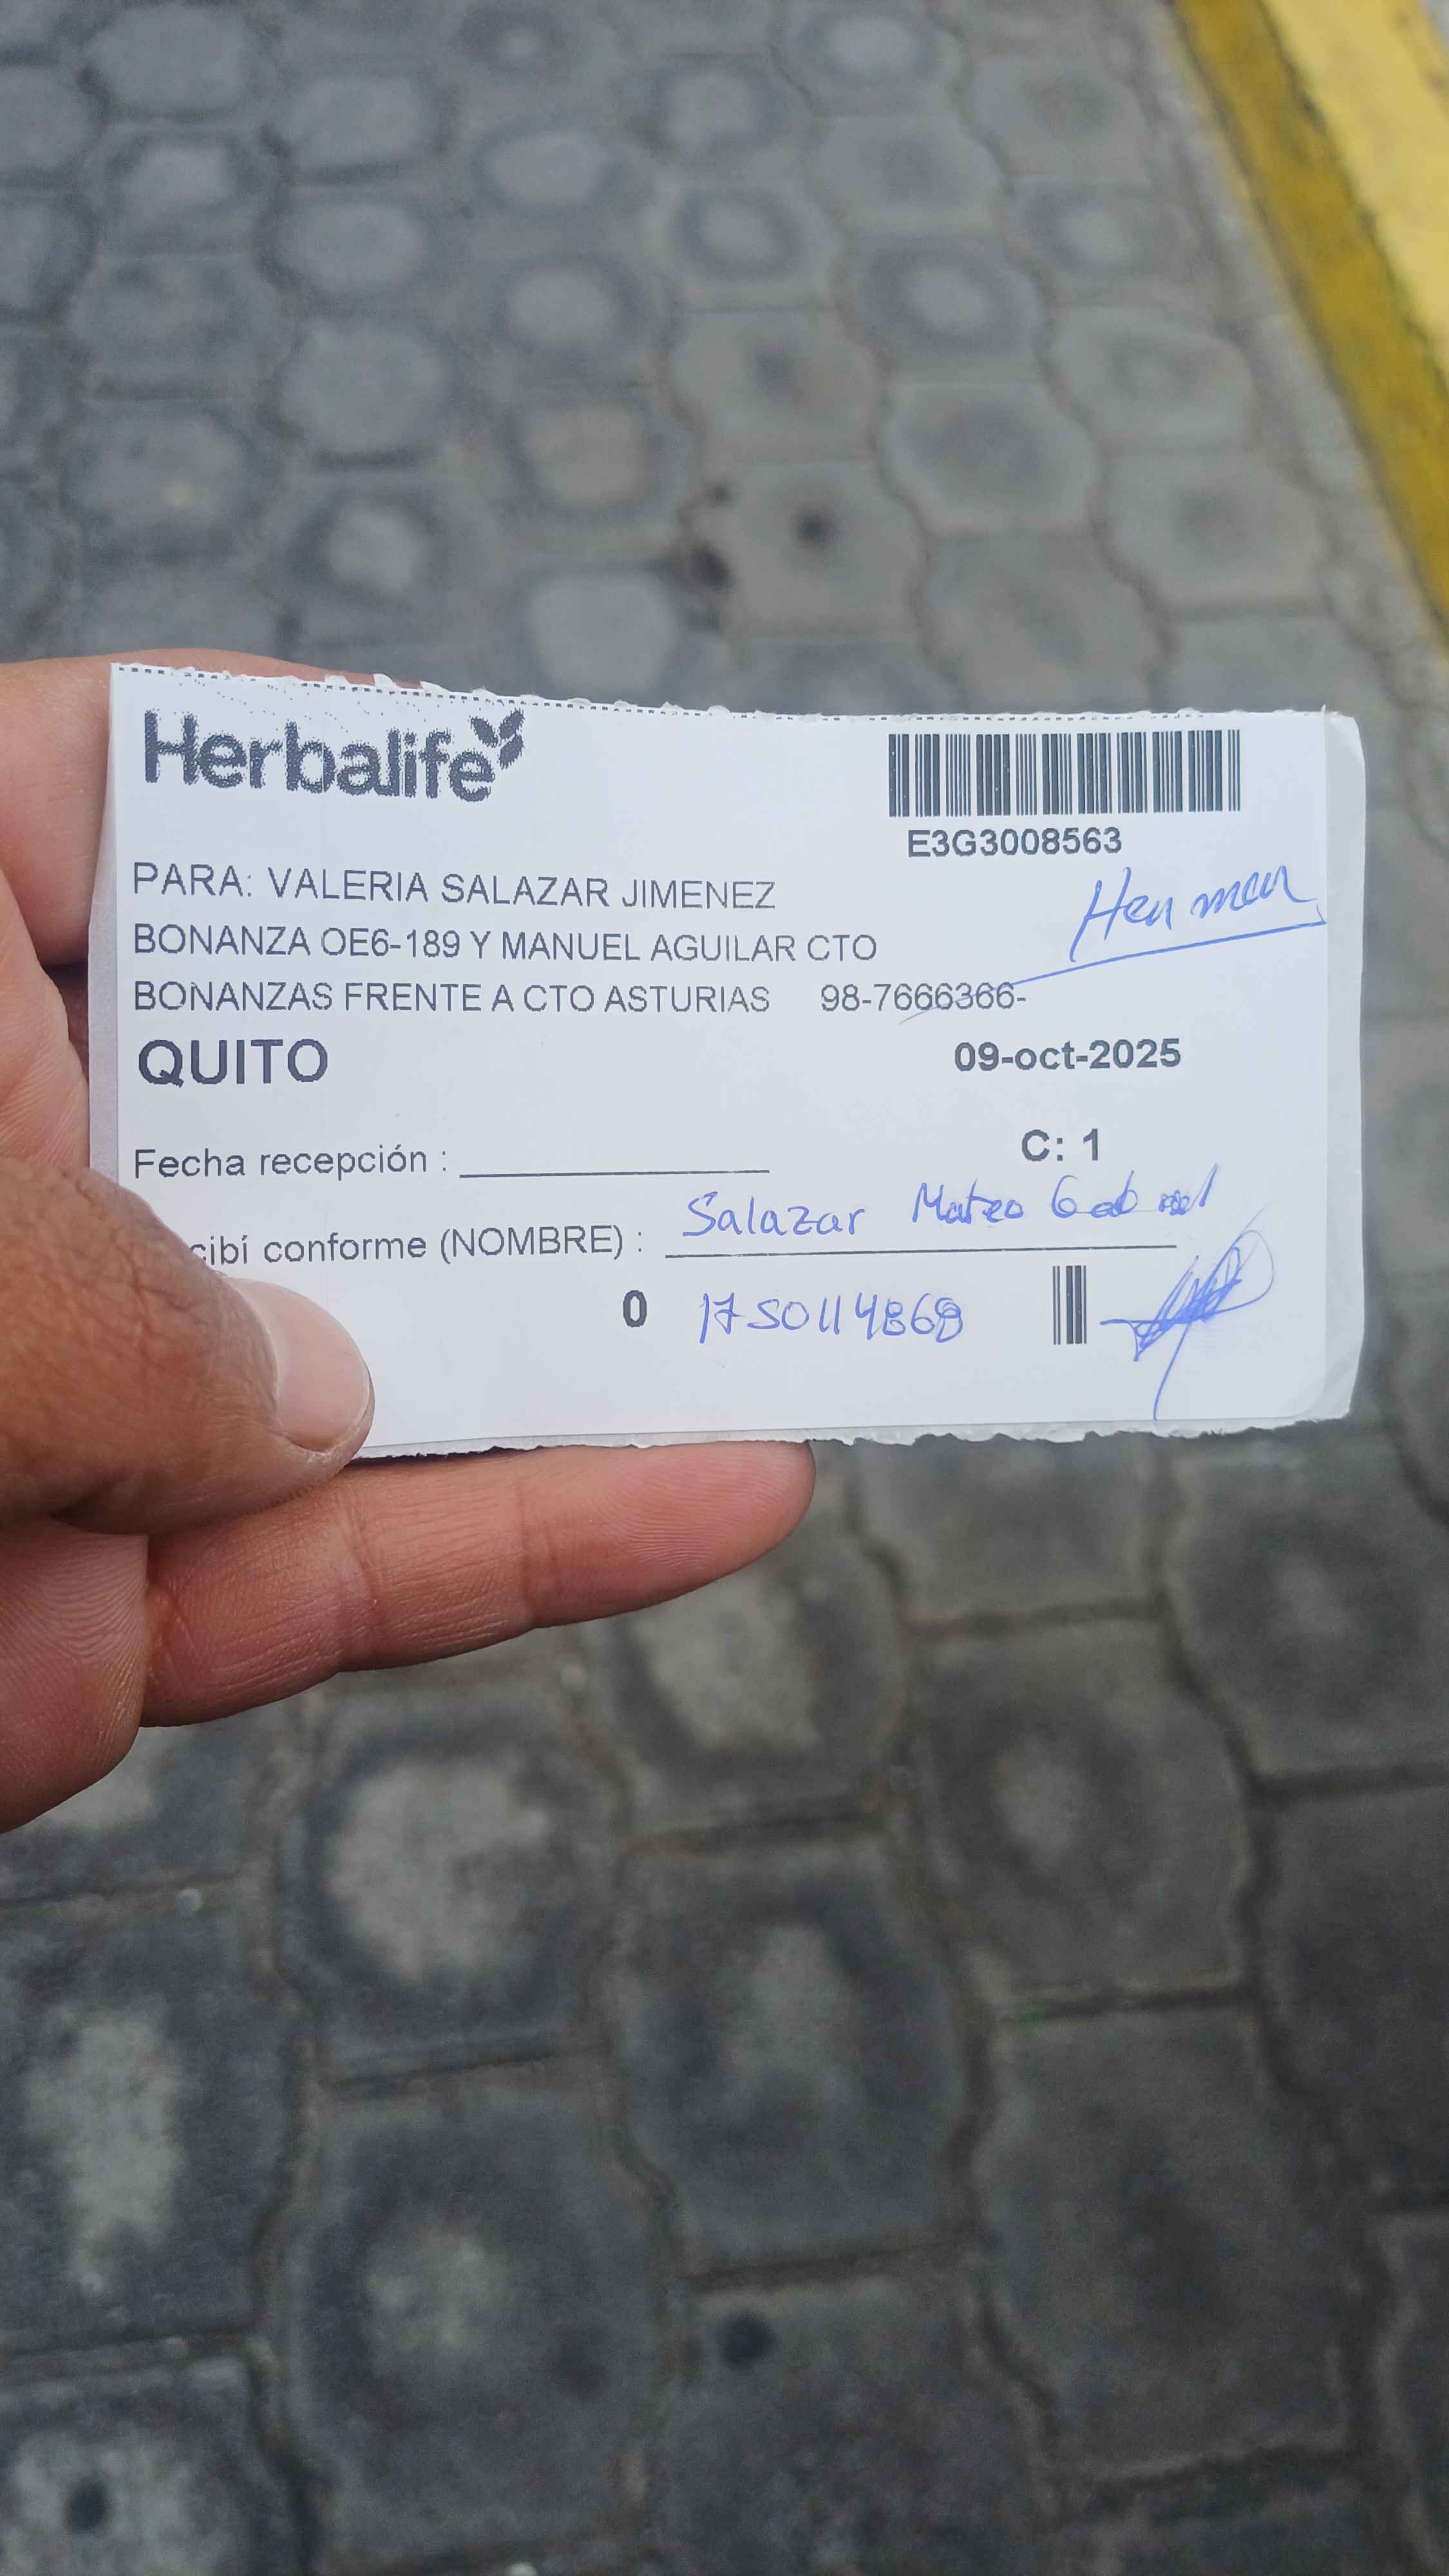 Herbalife
E3G3008563
PARA: VALERIA SALAZAR JIMENEZ
Hermen
BONANZA OE6-189 Y MANUEL AGUILAR CTO
BONANZAS FRENTE A CTO ASTURIAS 98-7666366-
QUITO 09-oct-2025
Fecha recepción : C: 1
cibí conforme (NOMBRE) : Salazar Mateo Gabriel
0 1750114868